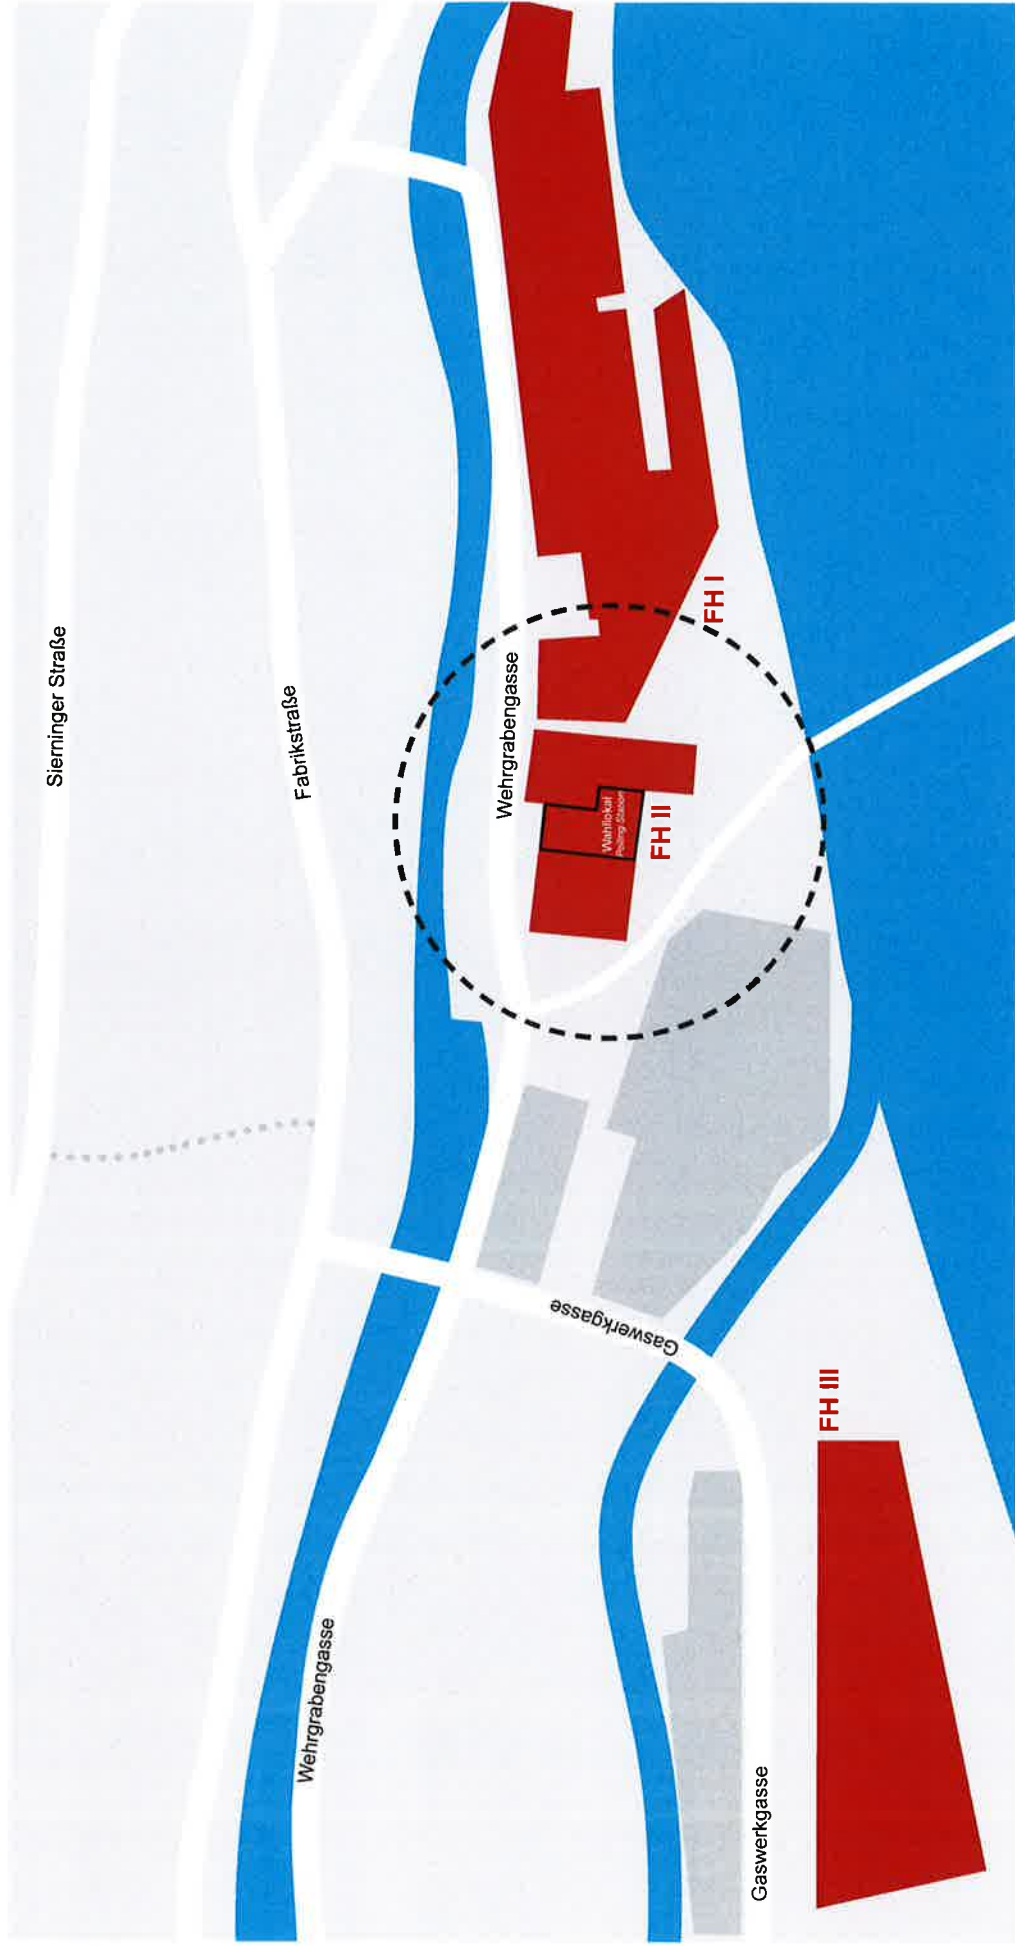 Sierninger Straße
Fabrikstraße
Wehrgrabengasse
Wehrgrabengasse
FH I
Wahllokal
Polling Station
FH II
Gaswerkgasse
FH III
Gaswerkgasse